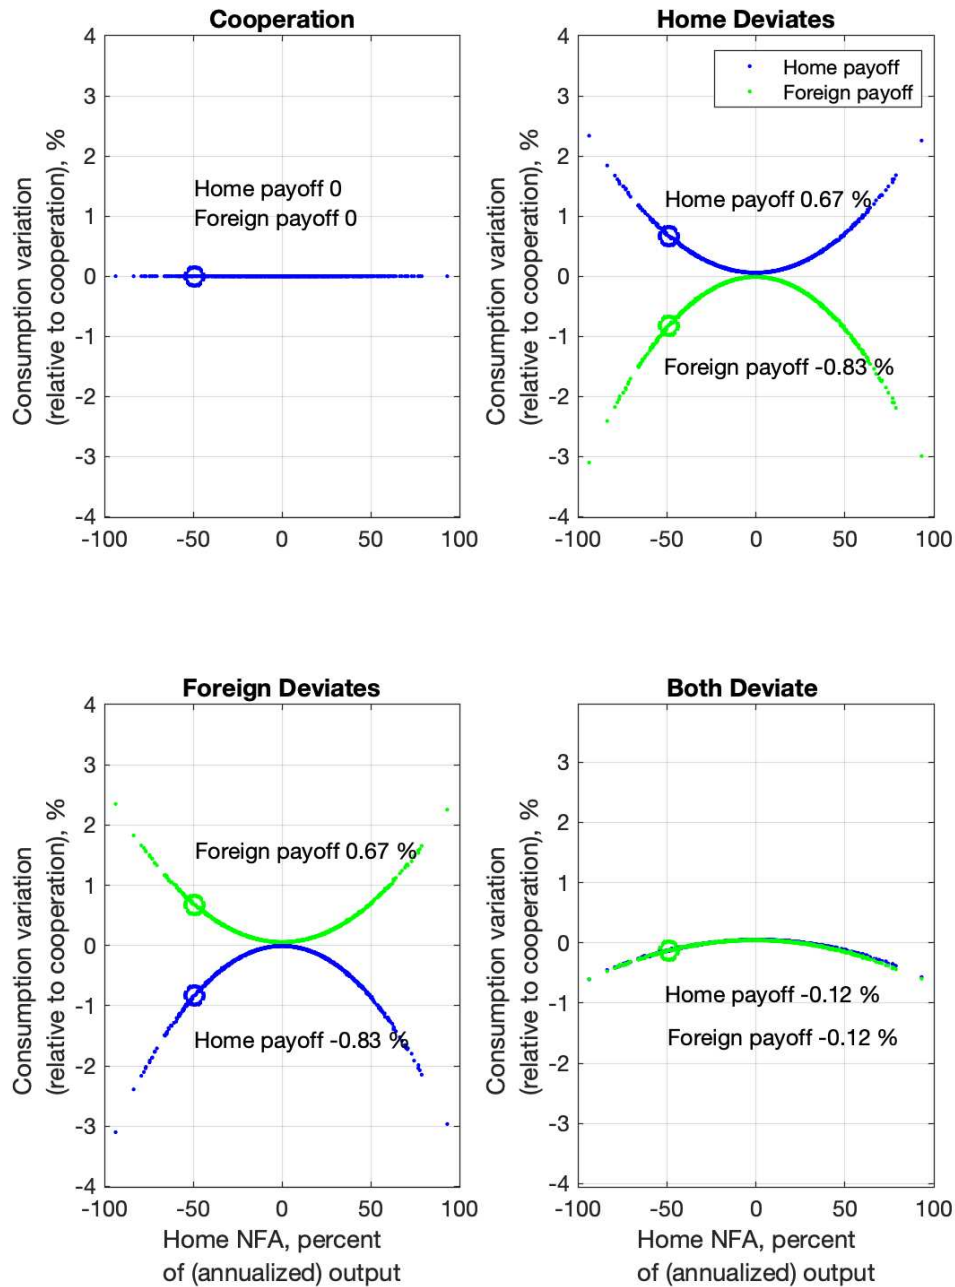 Cooperation
4
3
2
1
0
-1
-2
-3
-4
Consumption variation
(relative to cooperation), %
Home payoff 0
Foreign payoff 0
-100
-50
0
50
100
Home Deviates
4
3
2
1
0
-1
-2
-3
-4
Consumption variation
(relative to cooperation), %
Home payoff
Foreign payoff
Home payoff 0.67 %
Foreign payoff -0.83 %
-100
-50
0
50
100
Foreign Deviates
4
3
2
1
0
-1
-2
-3
-4
Consumption variation
(relative to cooperation), %
Foreign payoff 0.67 %
Home payoff -0.83 %
-100
-50
0
50
100
Home NFA, percent
of (annualized) output
Both Deviate
3
2
1
0
-1
-2
-3
-4
Consumption variation
(relative to cooperation), %
Home payoff -0.12 %
Foreign payoff -0.12 %
-100
-50
0
50
100
Home NFA, percent
of (annualized) output